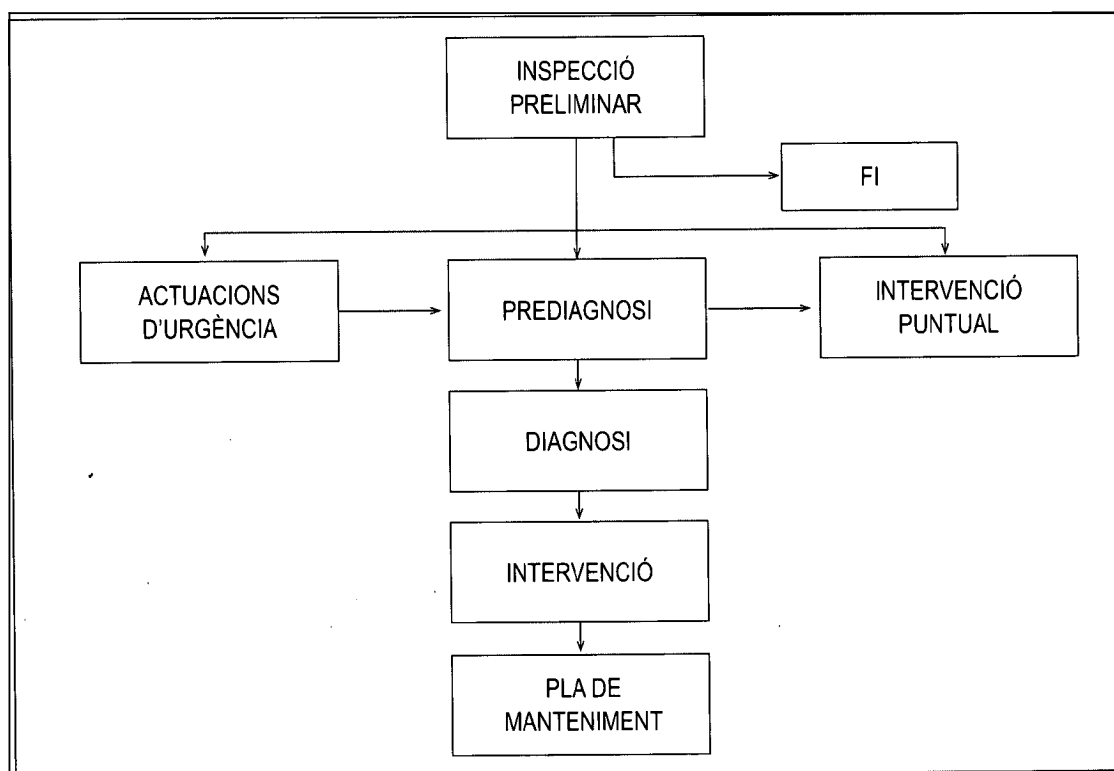 INSPECCIÓ
PRELIMINAR
FI
ACTUACIONS
D'URGÈNCIA
PREDIAGNOSI
INTERVENCIÓ
PUNTUAL
DIAGNOSI
INTERVENCIÓ
PLA DE
MANTENIMENT